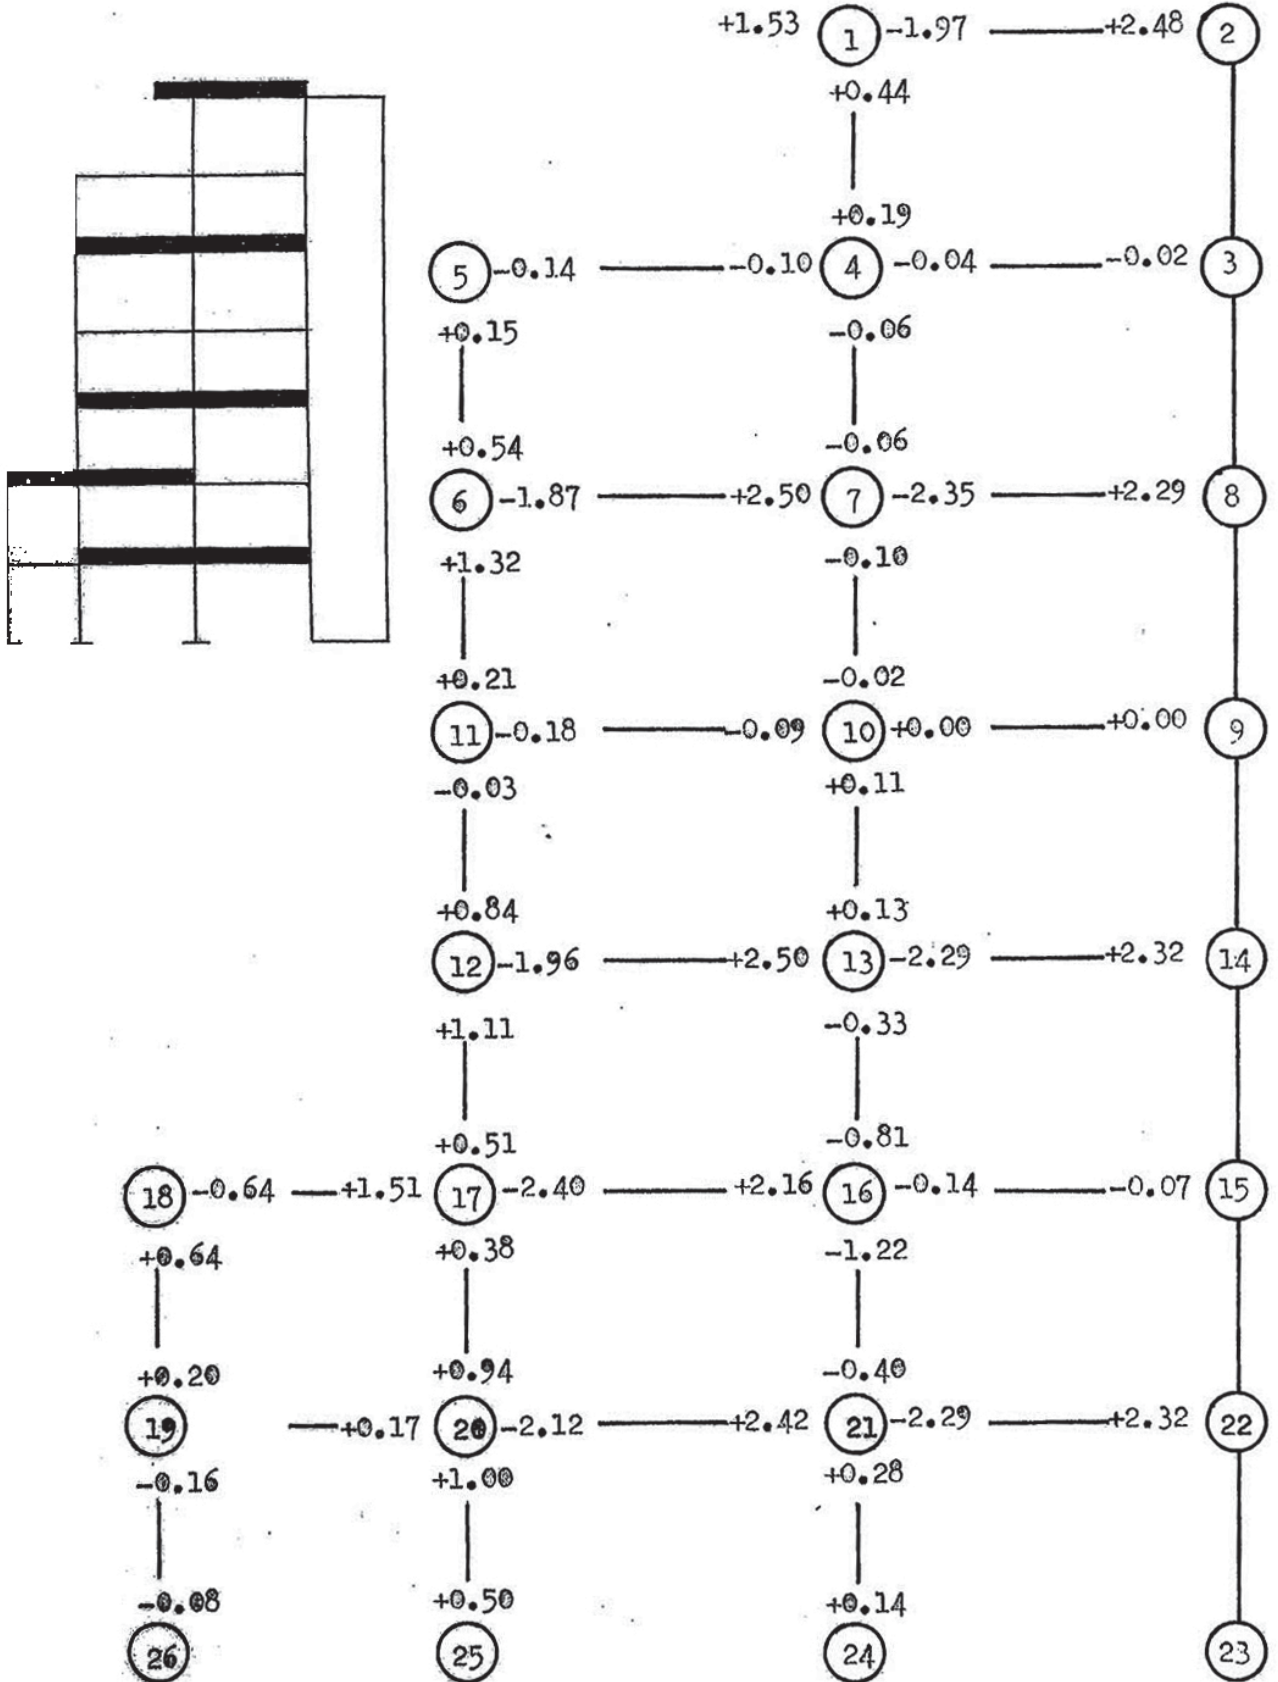 +1.53 1 -1.97 +2.48 2
+0.44
+0.19
5 -0.14 -0.10 4 -0.04 -0.02 3
+0.15 -0.06
+0.54 -0.06
6 -1.87 +2.50 7 -2.35 +2.29 8
+1.32 -0.10
+0.21 -0.02
11 -0.18 -0.09 10 +0.00 +0.00 9
-0.03 +0.11
+0.84 +0.13
12 -1.96 +2.50 13 -2.29 +2.32 14
+1.11 -0.33
+0.51 -0.81
18 -0.64 +1.51 17 -2.40 +2.16 16 -0.14 -0.07 15
+0.64 +0.38 -1.22
+0.20 +0.94 -0.40
19 +0.17 20 -2.12 +2.42 21 -2.29 +2.32 22
-0.16 +1.00 +0.28
-0.08 +0.50 +0.14
26 25 24 23